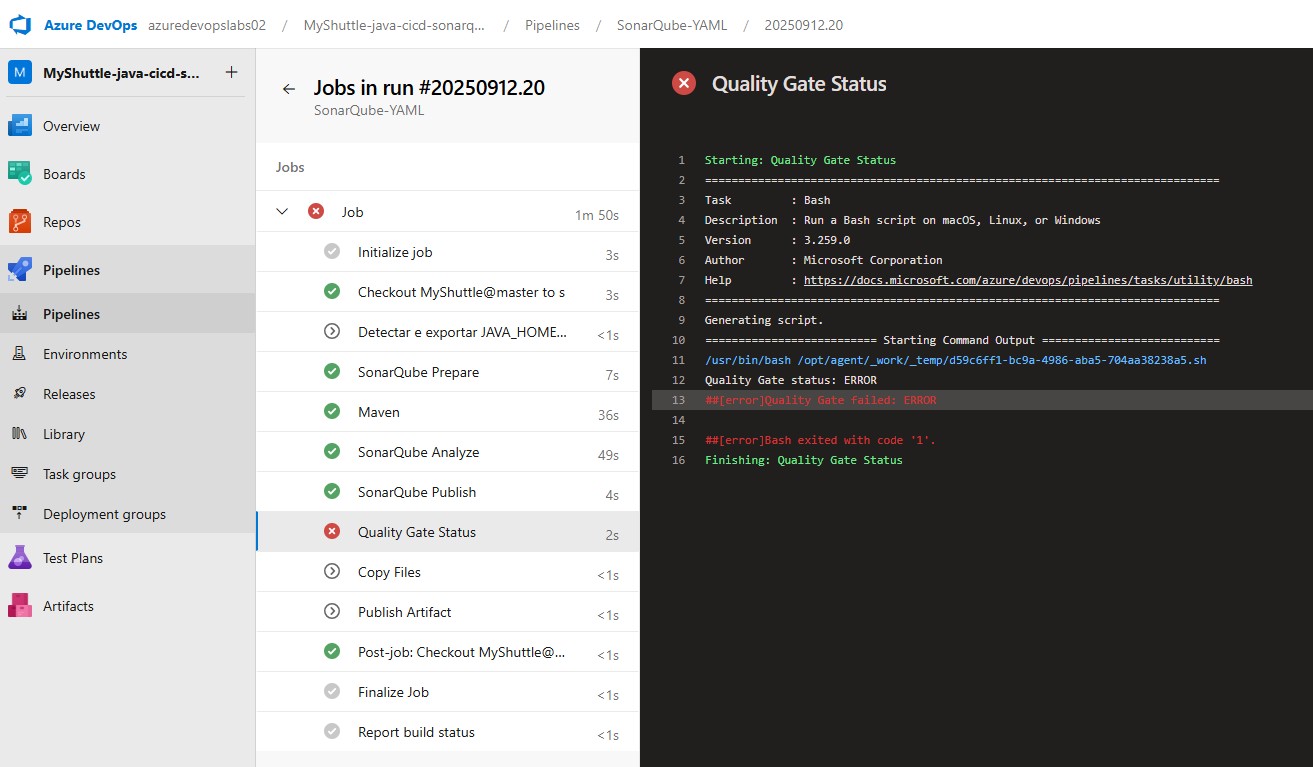 Azure DevOps azuredevopslabs02 / MyShuttle-java-cicd-sonarq... / Pipelines / SonarQube-YAML / 20250912.20
M MyShuttle-java-cicd-s... +
Overview
Boards
Repos
Pipelines
Pipelines
Environments
Releases
Library
Task groups
Deployment groups
Test Plans
Artifacts
← Jobs in run #20250912.20
SonarQube-YAML
Jobs
Job 1m 50s
Initialize job 3s
Checkout MyShuttle@master to s 3s
Detectar e exportar JAVA_HOME... <1s
SonarQube Prepare 7s
Maven 36s
SonarQube Analyze 49s
SonarQube Publish 4s
Quality Gate Status 2s
Copy Files <1s
Publish Artifact <1s
Post-job: Checkout MyShuttle@... <1s
Finalize Job <1s
Report build status <1s
Quality Gate Status
1 Starting: Quality Gate Status
2 ==============================================================================
3 Task : Bash
4 Description : Run a Bash script on macOS, Linux, or Windows
5 Version : 3.259.0
6 Author : Microsoft Corporation
7 Help : https://docs.microsoft.com/azure/devops/pipelines/tasks/utility/bash
8 ==============================================================================
9 Generating script.
10 ========================== Starting Command Output ===========================
11 /usr/bin/bash /opt/agent/_work/_temp/d59c6ff1-bc9a-4986-aba5-704aa38238a5.sh
12 Quality Gate status: ERROR
13 ##[error]Quality Gate failed: ERROR
14
15 ##[error]Bash exited with code '1'.
16 Finishing: Quality Gate Status